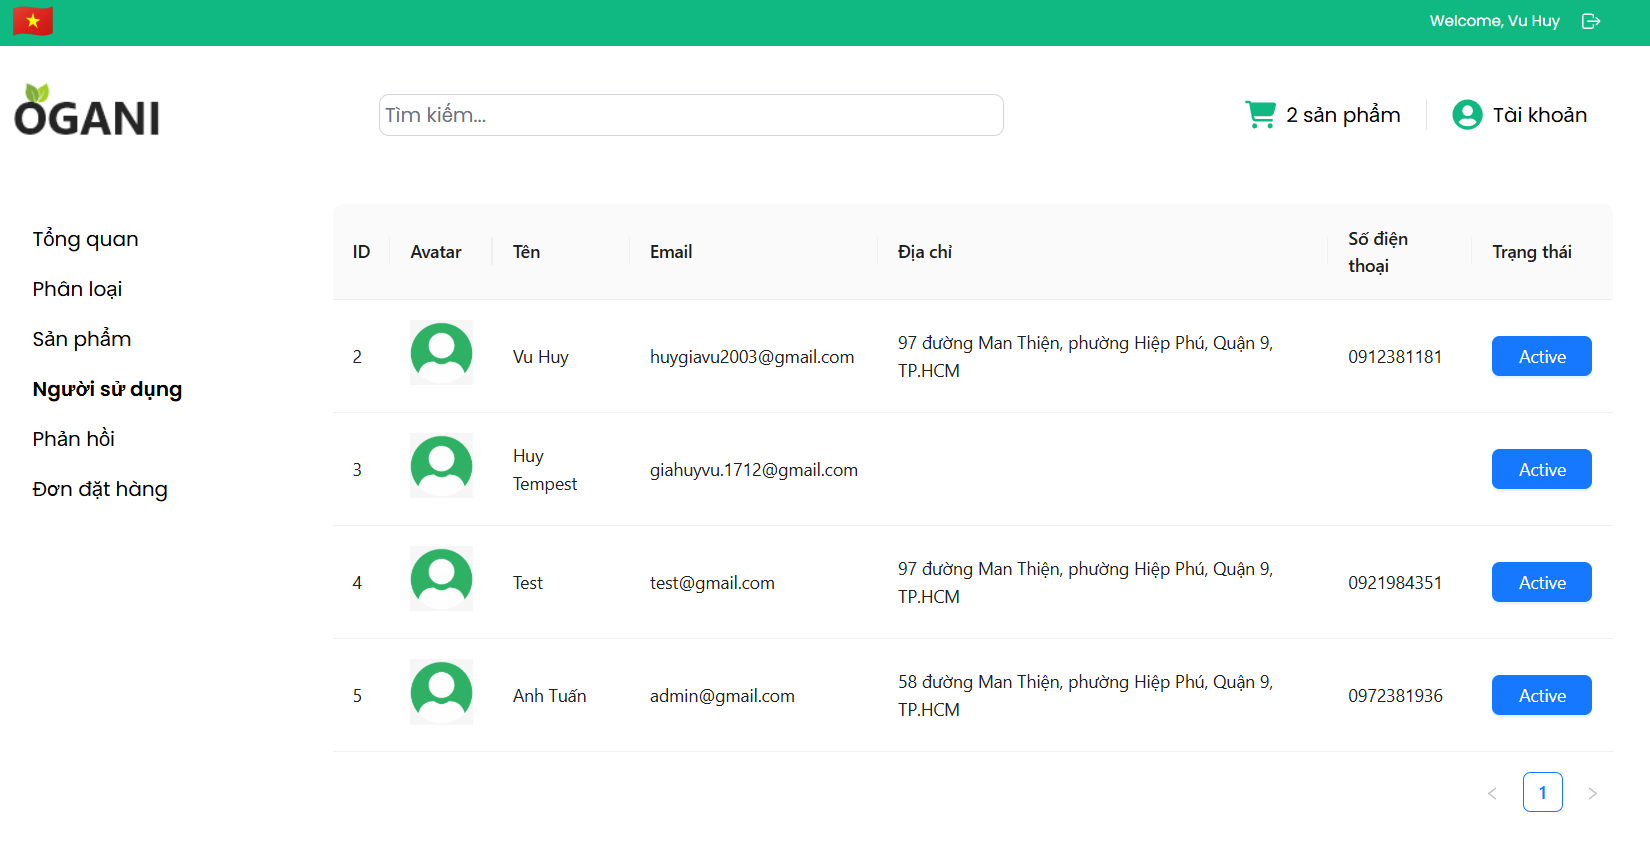 Welcome, Vu Huy
OGANI
Tìm kiếm...
2 sản phẩm
Tài khoản
Tổng quan
Phân loại
Sản phẩm
Người sử dụng
Phản hồi
Đơn đặt hàng
ID Avatar Tên Email Địa chỉ Số điện
thoại Trạng thái
2 Vu Huy huygiavu2003@gmail.com 97 đường Man Thiện, phường Hiệp Phú, Quận 9,
TP.HCM 0912381181 Active
3 Huy
Tempest giahuyvu.1712@gmail.com Active
4 Test test@gmail.com 97 đường Man Thiện, phường Hiệp Phú, Quận 9,
TP.HCM 0921984351 Active
5 Anh Tuấn admin@gmail.com 58 đường Man Thiện, phường Hiệp Phú, Quận 9,
TP.HCM 0972381936 Active
< 1 >